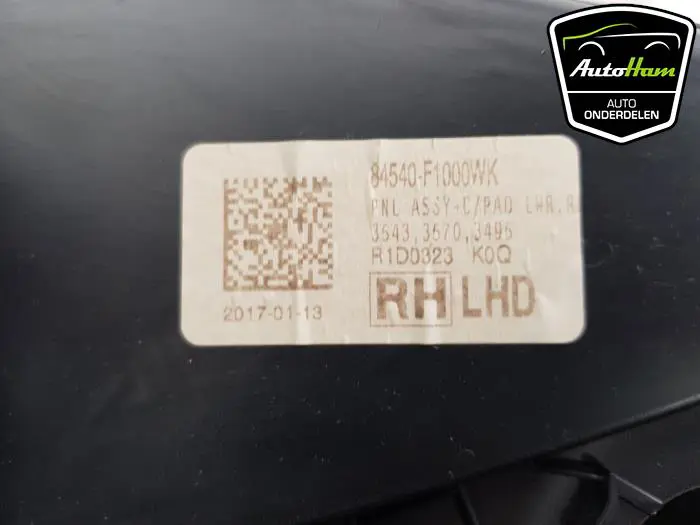 AutoHam
AUTO
ONDERDELEN
84540-F1000WK
PNL ASSY-C/PAD LWR,R
3543,3570,3495
R1D0323 K0Q
RH LHD
2017-01-13